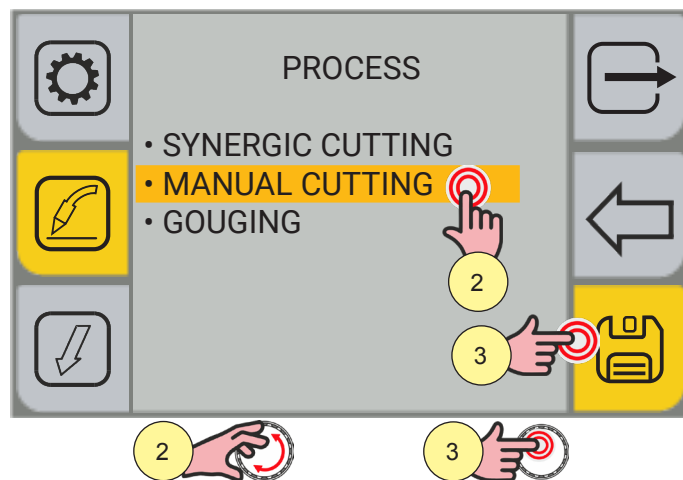 PROCESS
• SYNERGIC CUTTING
• MANUAL CUTTING
• GOUGING
2
3
2
3